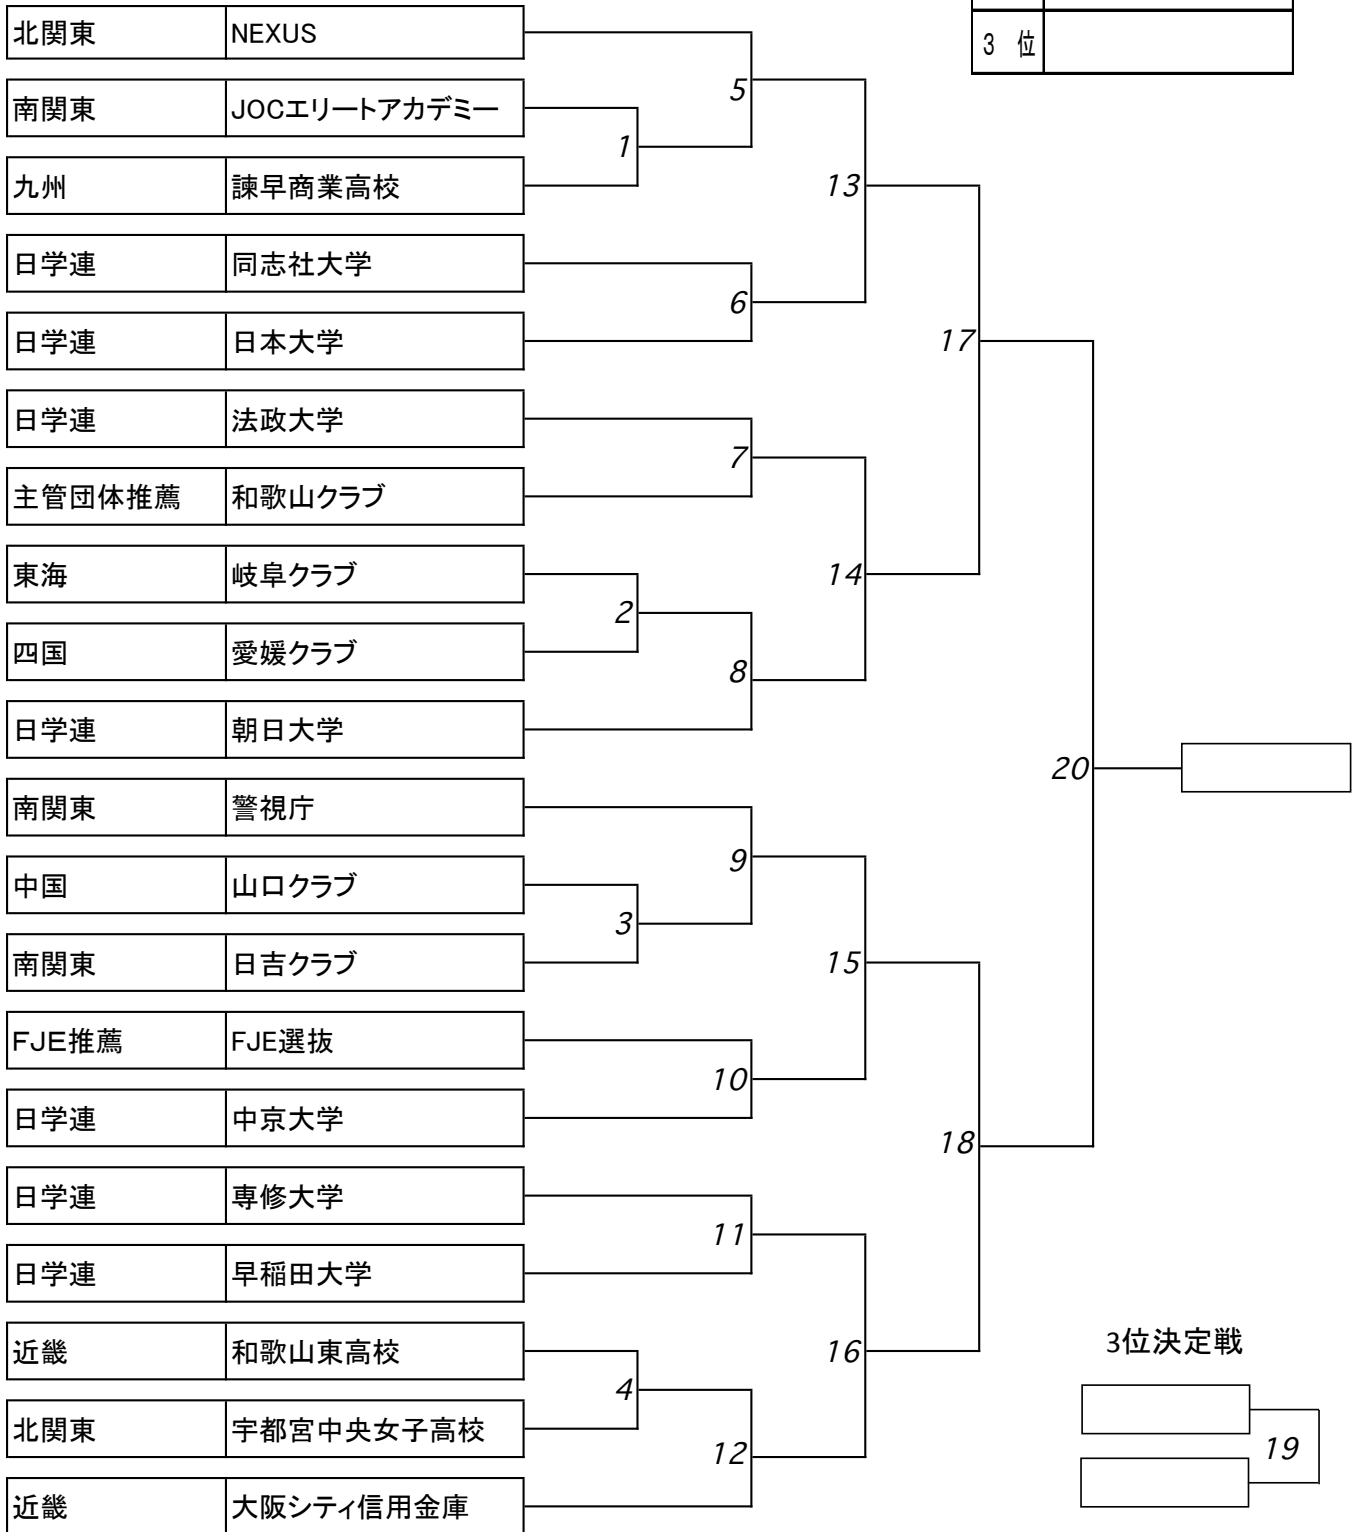 3 位
北関東 NEXUS
南関東 JOCエリートアカデミー
九州 諫早商業高校
日学連 同志社大学
日学連 日本大学
日学連 法政大学
主管団体推薦 和歌山クラブ
東海 岐阜クラブ
四国 愛媛クラブ
日学連 朝日大学
南関東 警視庁
中国 山口クラブ
南関東 日吉クラブ
FJE推薦 FJE選抜
日学連 中京大学
日学連 専修大学
日学連 早稲田大学
近畿 和歌山東高校
北関東 宇都宮中央女子高校
近畿 大阪シティ信用金庫
1
2
3
4
5
6
7
8
9
10
11
12
13
14
15
16
17
18
20
3位決定戦
19